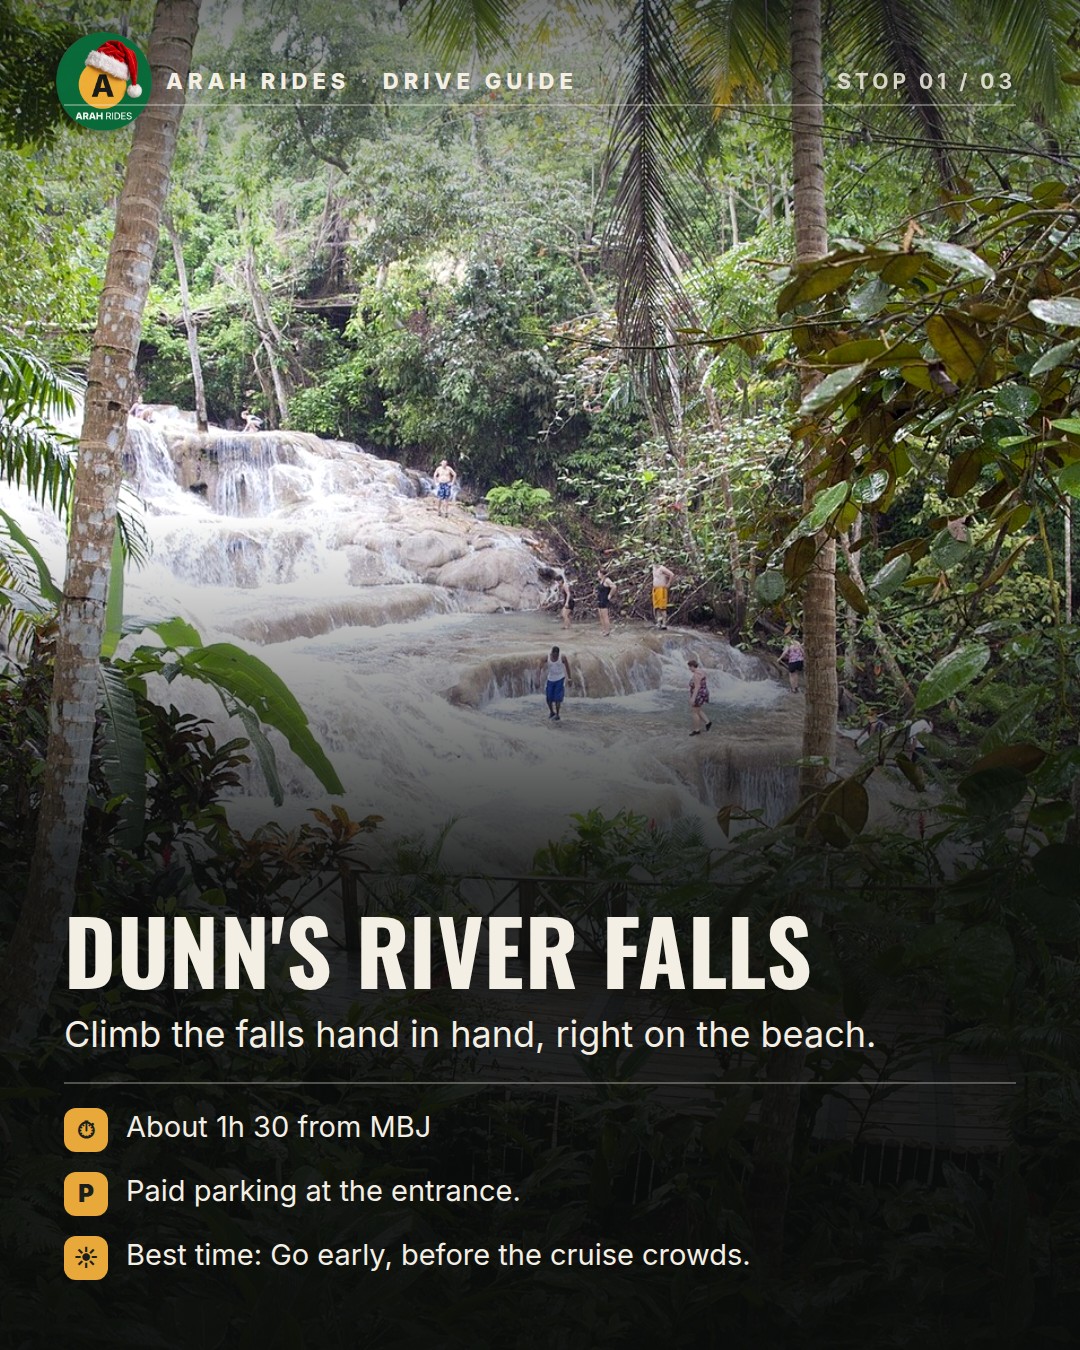 A
ARAH RIDES
ARAH RIDES · DRIVE GUIDE
STOP 01 / 03
DUNN'S RIVER FALLS
Climb the falls hand in hand, right on the beach.
About 1h 30 from MBJ
P Paid parking at the entrance.
Best time: Go early, before the cruise crowds.